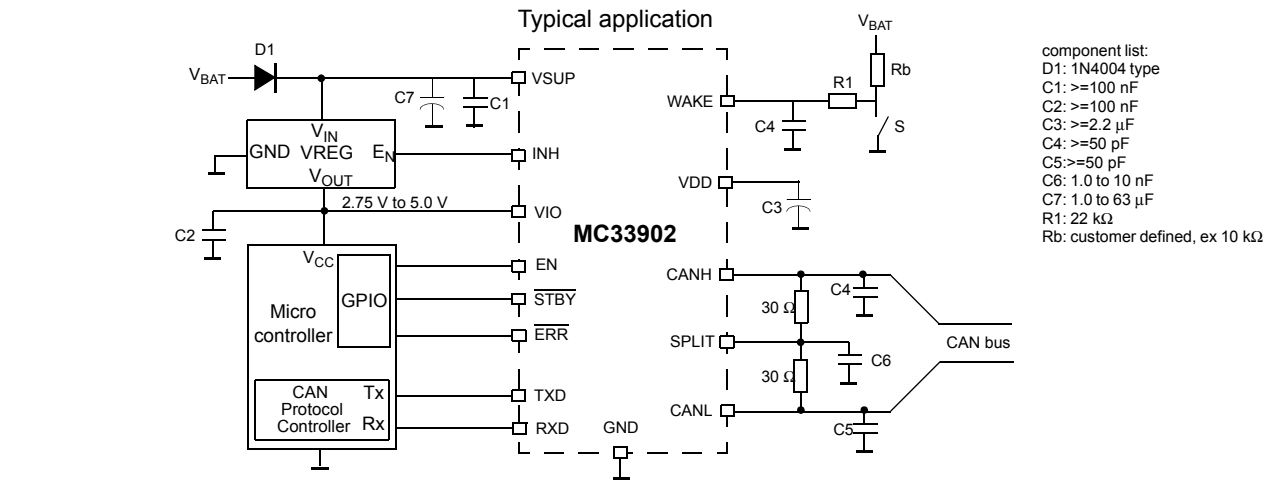 Typical application
V_BAT
D1
V_BAT
C7
C1
VSUP
WAKE
R1
Rb
C4
S
V_IN
GND VREG E_N
V_OUT
INH
2.75 V to 5.0 V
VIO
VDD
C3
C2
MC33902
V_CC
GPIO
Micro
controller
EN
STBY
ERR
CANH
C4
30 Ω
SPLIT
C6
CAN bus
30 Ω
CANL
C5
CAN
Protocol
Controller
Tx
Rx
TXD
RXD
GND
component list:
D1: 1N4004 type
C1: >=100 nF
C2: >=100 nF
C3: >=2.2 μF
C4: >=50 pF
C5:>=50 pF
C6: 1.0 to 10 nF
C7: 1.0 to 63 μF
R1: 22 kΩ
Rb: customer defined, ex 10 kΩ